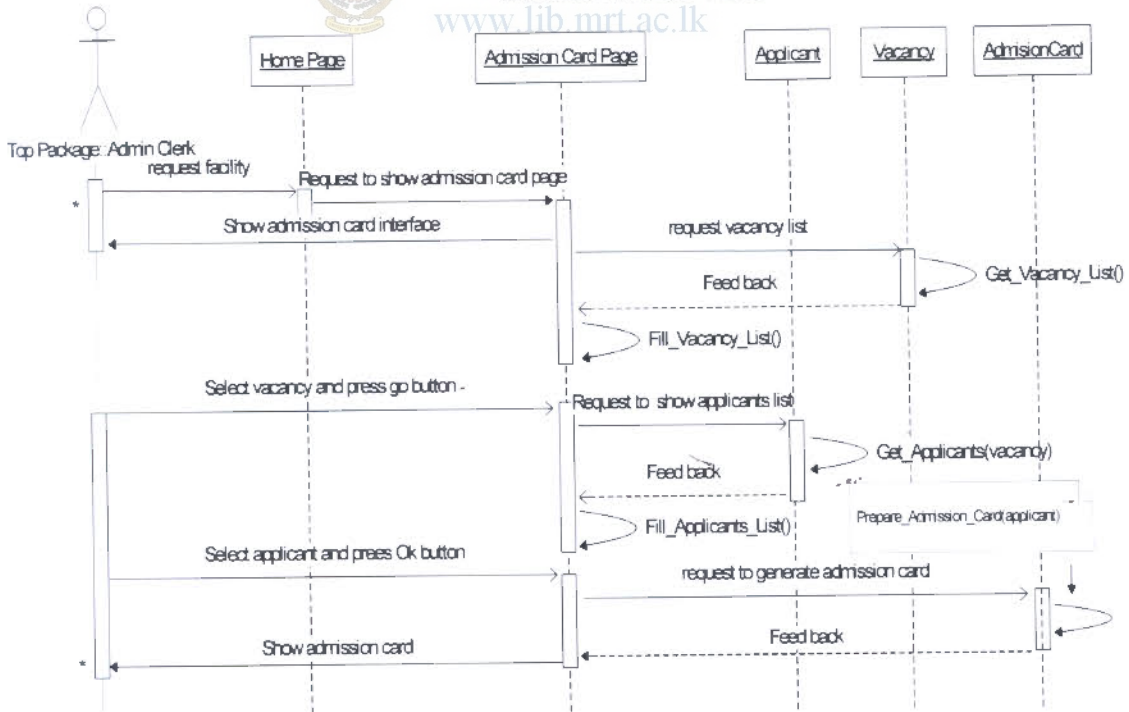 www.lib.mrt.ac.lk
Home Page
Admission Card Page
Applicant
Vacancy
AdmisionCard
Top Package::Admin Clerk
request facility
Request to show admission card page
*
Show admission card interface
request vacancy list
Get_Vacancy_List()
Feed back
Fill_Vacancy_List()
Select vacancy and press go button -
Request to show applicants list
Get_Applicants(vacancy)
Feed back
Prepare_Admission_Card(applicant)
Fill_Applicants_List()
Select applicant and prees Ok button
request to generate admission card
Feed back
Show admission card
*